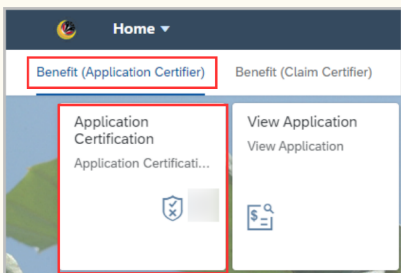 Home
Benefit (Application Certifier) Benefit (Claim Certifier)
Application
Certification
Application Certificati...
View Application
View Application